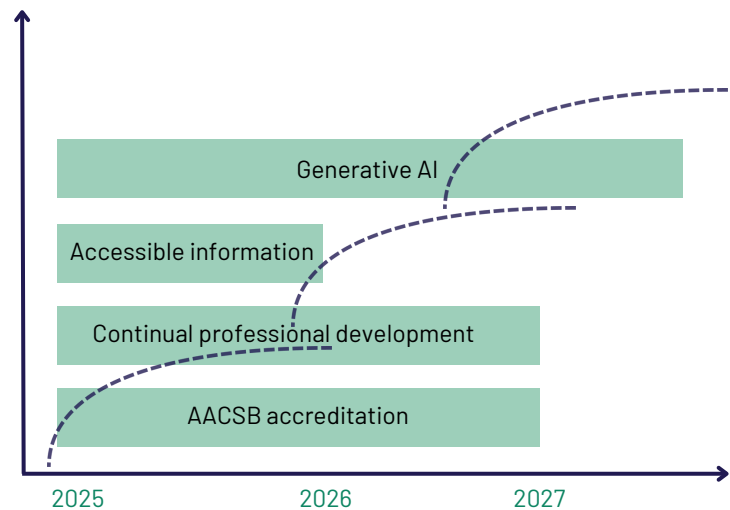 Generative AI
Accessible information
Continual professional development
AACSB accreditation
2025 2026 2027